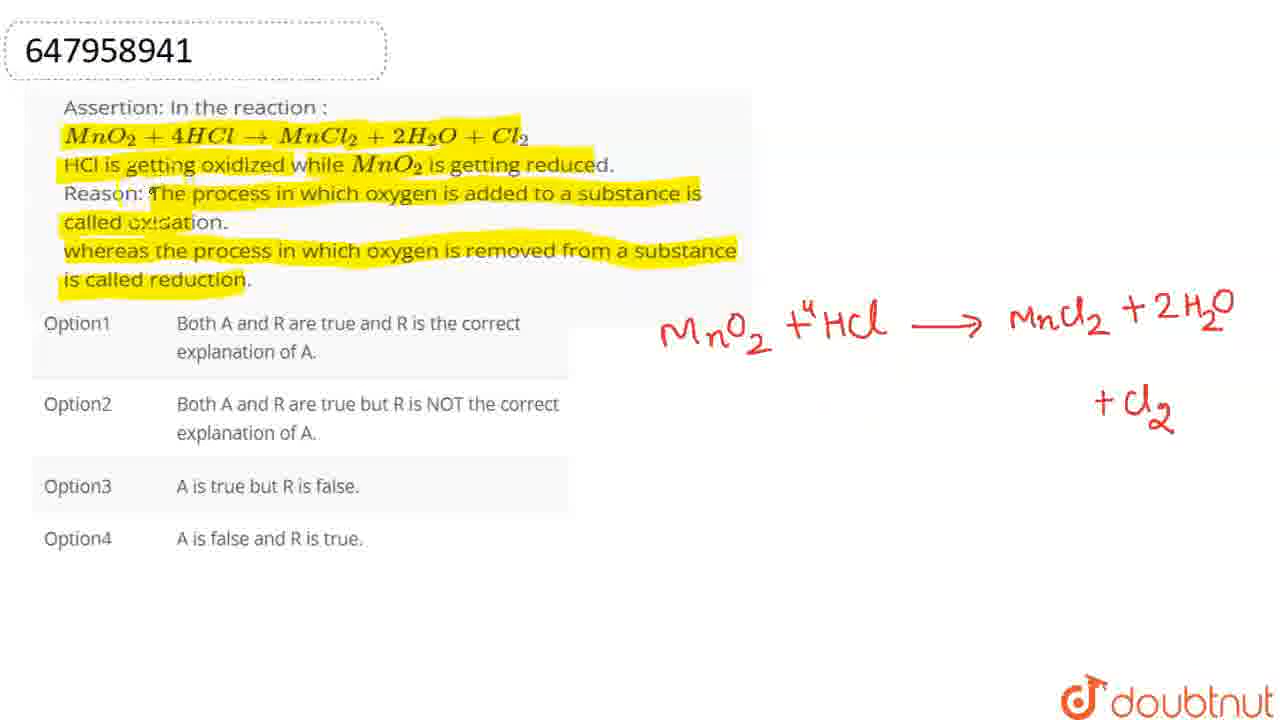 647958941
Assertion: In the reaction :
MnO₂ + 4HCl → MnCl₂ + 2H₂O + Cl₂
HCl is getting oxidized while MnO₂ is getting reduced.
Reason: The process in which oxygen is added to a substance is
called oxidation.
whereas the process in which oxygen is removed from a substance
is called reduction.
Option1 Both A and R are true and R is the correct
explanation of A.
Option2 Both A and R are true but R is NOT the correct
explanation of A.
Option3 A is true but R is false.
Option4 A is false and R is true.
MnO₂ + 4HCl → MnCl₂ + 2H₂O
+ Cl₂
doubtnut